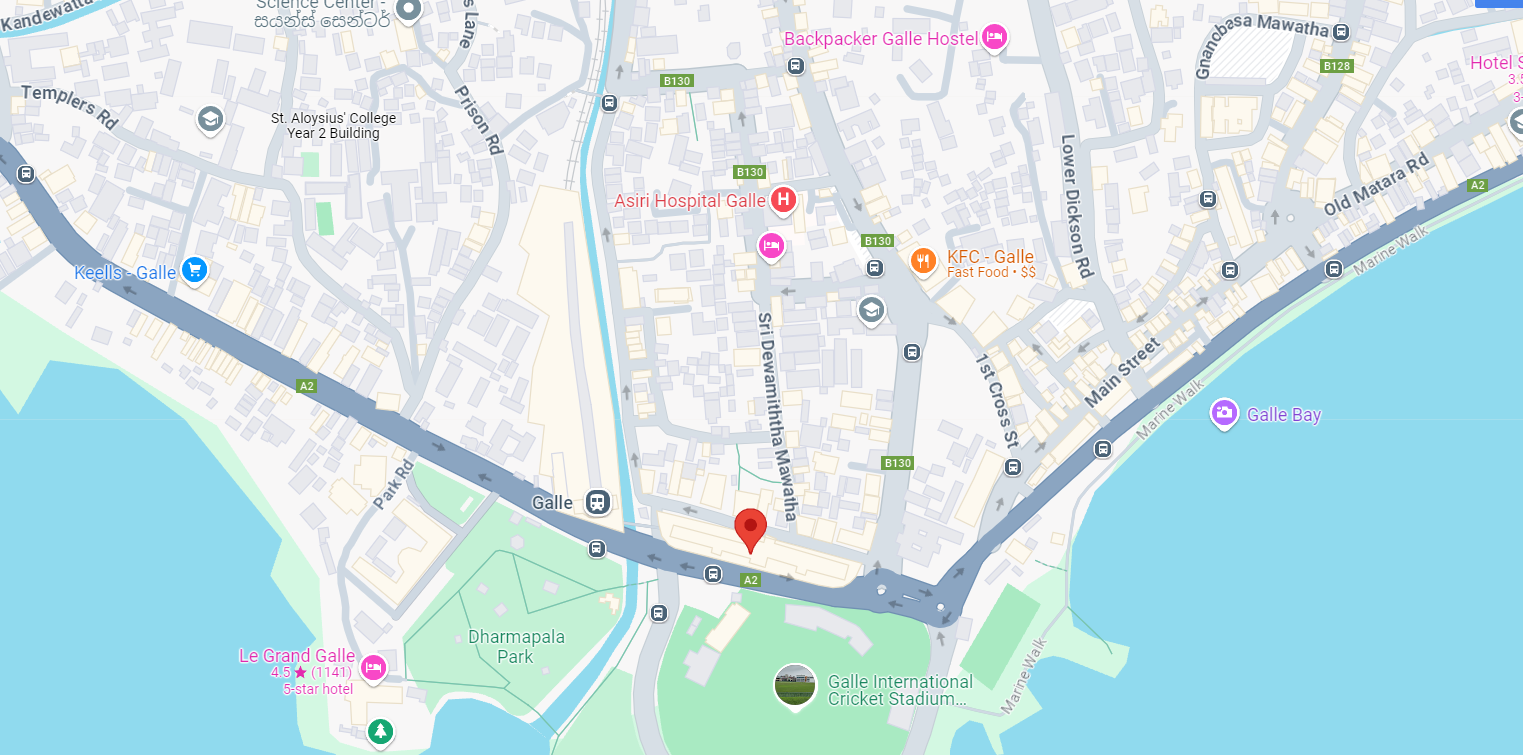 Kandewatta
Science Center -
සයන්ස් සෙන්ටර්
s Lane
Backpacker Galle Hostel
Gnanobasa Mawatha
B128
Hotel S
3.5
3-
B130
Templers Rd
St. Aloysius' College
Year 2 Building
Prison Rd
Lower Dickson Rd
B130
Asiri Hospital Galle
H
Old Matara Rd
A2
Marine Walk
B130
KFC - Galle
Fast Food • $$
Keells - Galle
A2
Sri Dewamiththa Mawatha
1st Cross St
Main Street
Marine Walk
Galle Bay
B130
Park Rd
Galle
A2
Dharmapala
Park
Le Grand Galle
4.5 ★ (1141)
5-star hotel
Galle International
Cricket Stadium...
Marine Walk